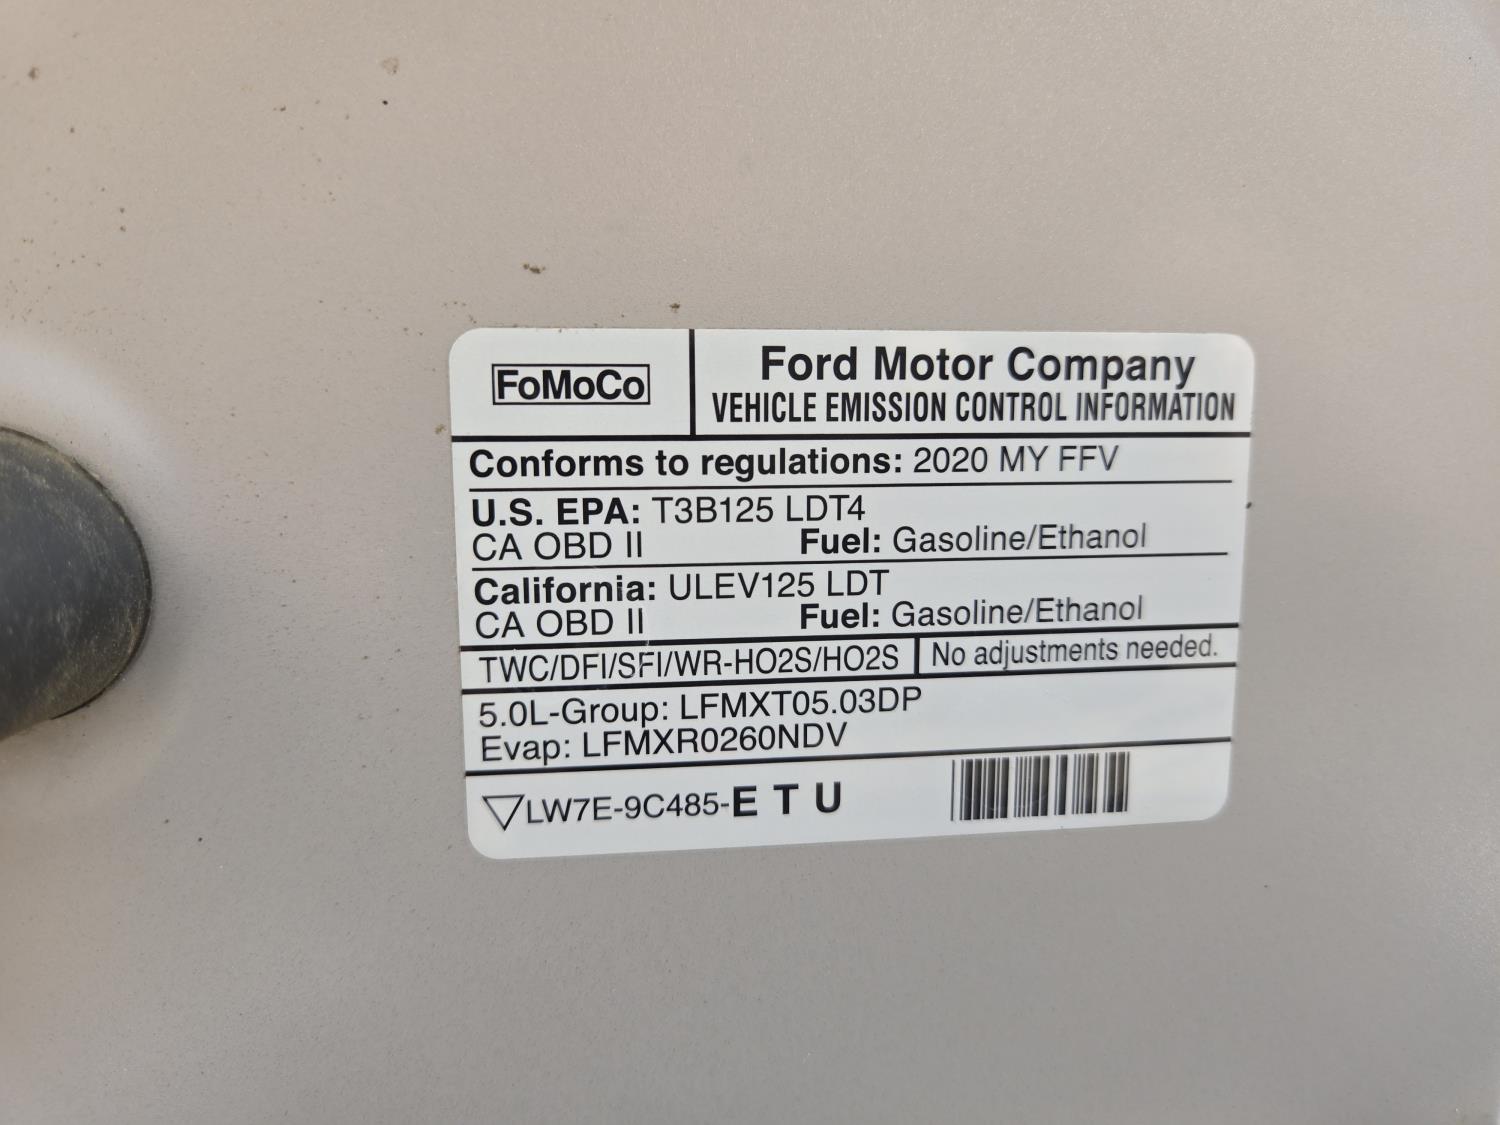 FoMoCo
Ford Motor Company
VEHICLE EMISSION CONTROL INFORMATION
Conforms to regulations: 2020 MY FFV
U.S. EPA: T3B125 LDT4
CA OBD II Fuel: Gasoline/Ethanol
California: ULEV125 LDT
CA OBD II Fuel: Gasoline/Ethanol
TWC/DFI/SFI/WR-HO2S/HO2S No adjustments needed.
5.0L-Group: LFMXT05.03DP
Evap: LFMXR0260NDV
LW7E-9C485-E T U